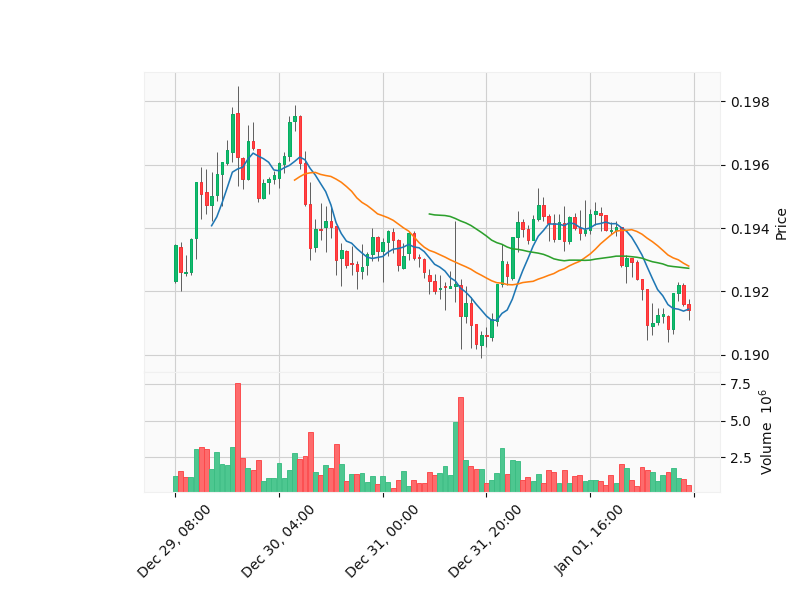 0.198
0.196
0.194
0.192
0.190
Price
7.5
5.0
2.5
Volume 10^6
Dec 29, 08:00
Dec 30, 04:00
Dec 31, 00:00
Dec 31, 20:00
Jan 01, 16:00